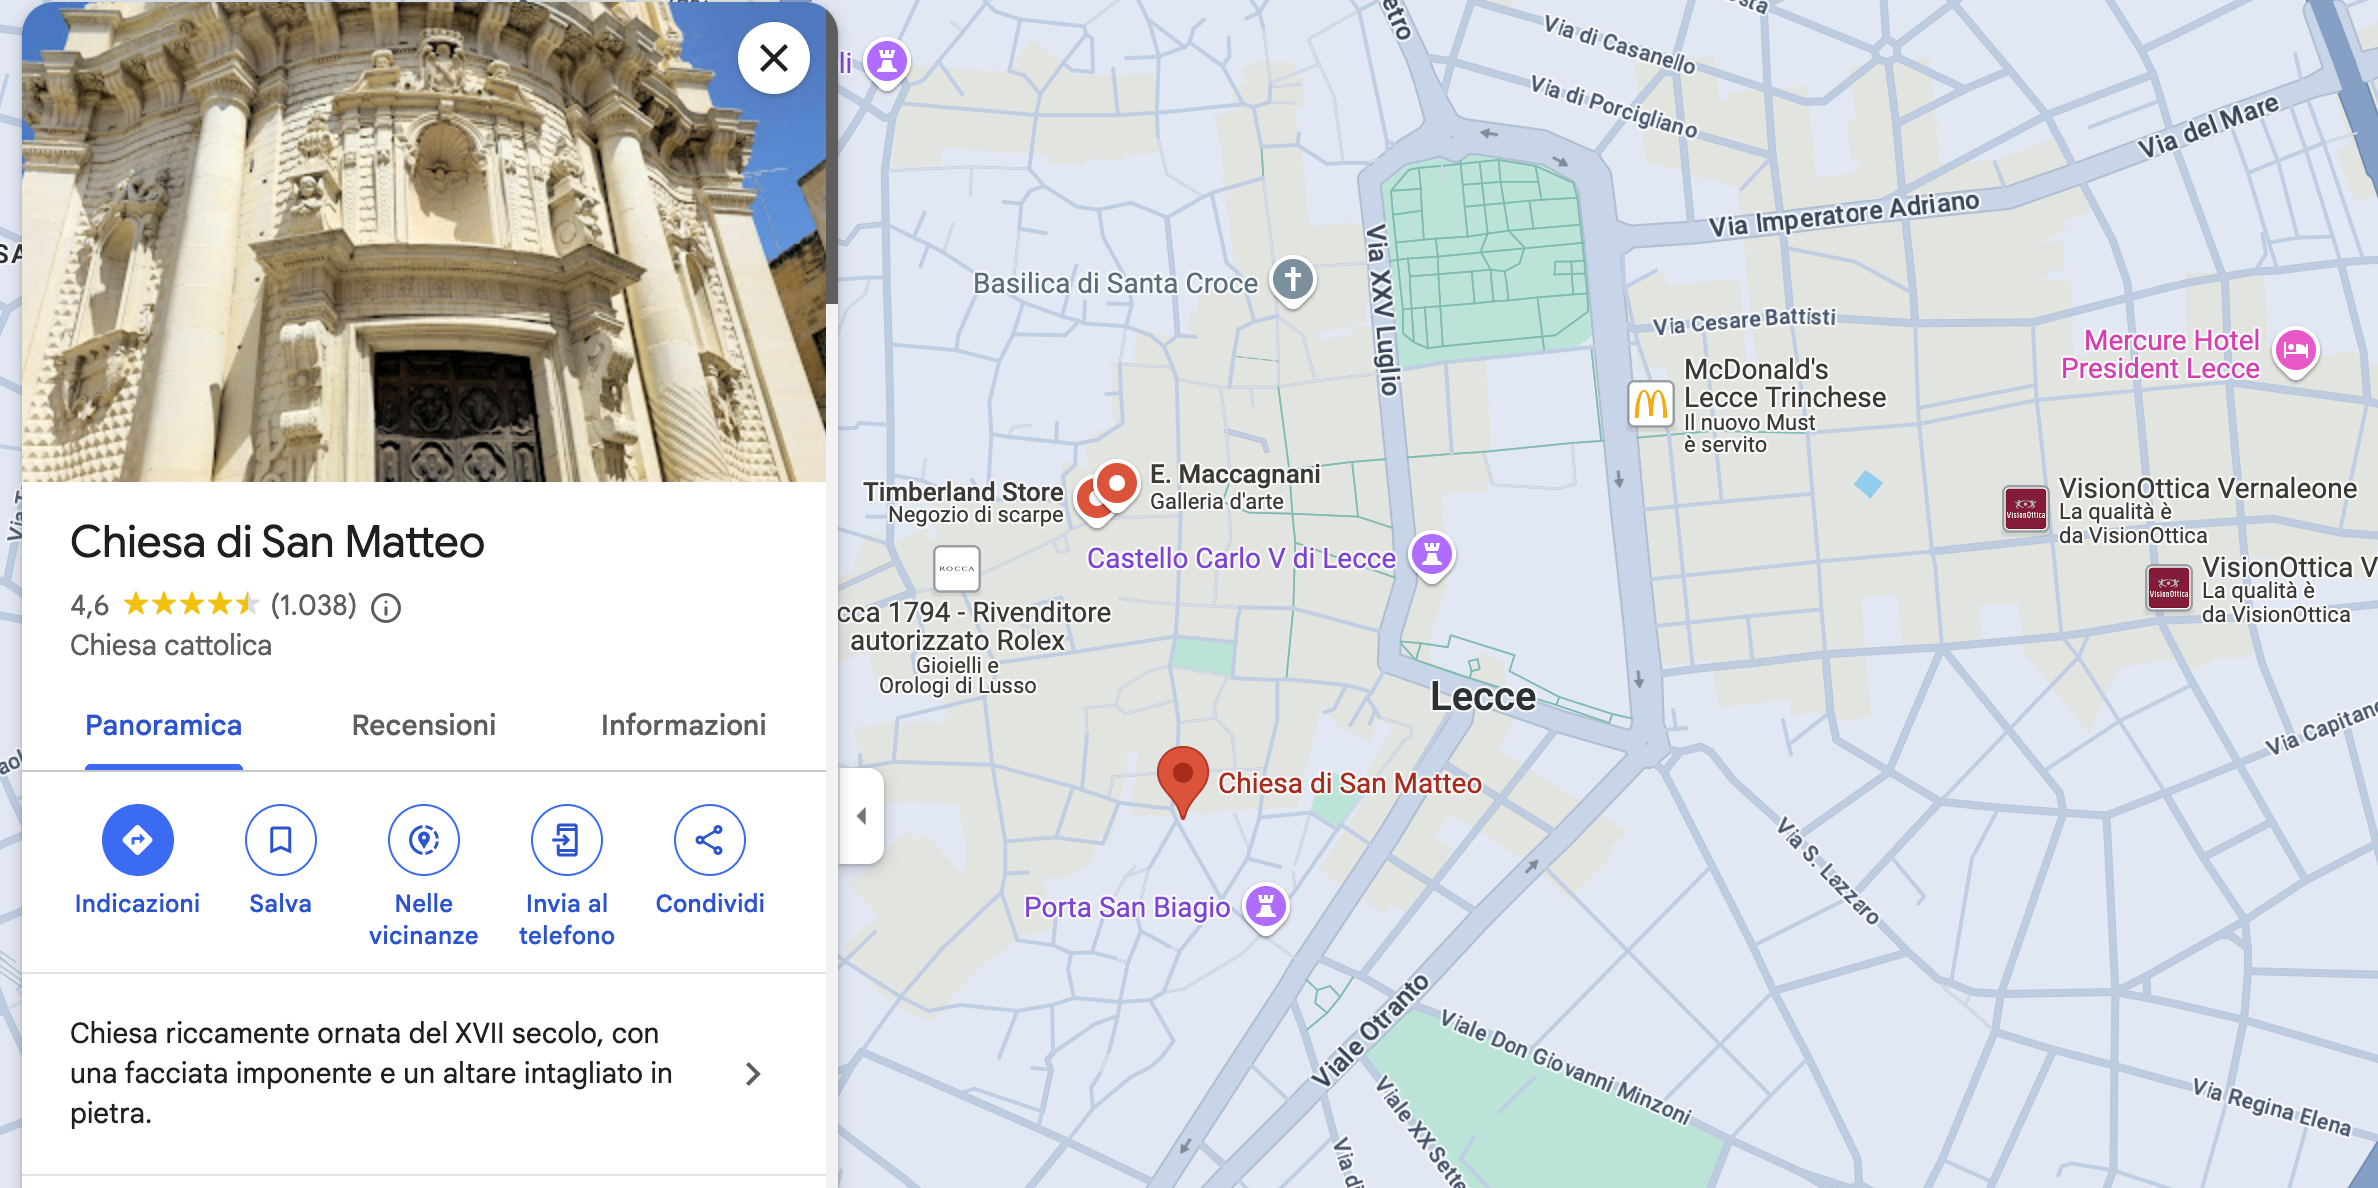 Chiesa di San Matteo
4,6 (1.038)
Chiesa cattolica
Panoramica
Recensioni
Informazioni
Indicazioni
Salva
Nelle
vicinanze
Invia al
telefono
Condividi
Chiesa riccamente ornata del XVII secolo, con
una facciata imponente e un altare intagliato in
pietra.
li
etro
Via di Casanello
Via di Porcigliano
Via del Mare
Via Imperatore Adriano
Via XXV Luglio
Basilica di Santa Croce
Via Cesare Battisti
McDonald's
Lecce Trinchese
Il nuovo Must
è servito
Mercure Hotel
President Lecce
Timberland Store
Negozio di scarpe
E. Maccagnani
Galleria d'arte
VisionOttica Vernaleone
La qualità è
da VisionOttica
VisionOttica
VisionOttica V
La qualità è
da VisionOttica
VisionOttica
Castello Carlo V di Lecce
ROCCA
cca 1794 - Rivenditore
autorizzato Rolex
Gioielli e
Orologi di Lusso
Lecce
Via Capitano
Chiesa di San Matteo
Via S. Lazzaro
Porta San Biagio
Viale Otranto
Viale Don Giovanni Minzoni
Viale XX Sette
Via di
Via Regina Elena